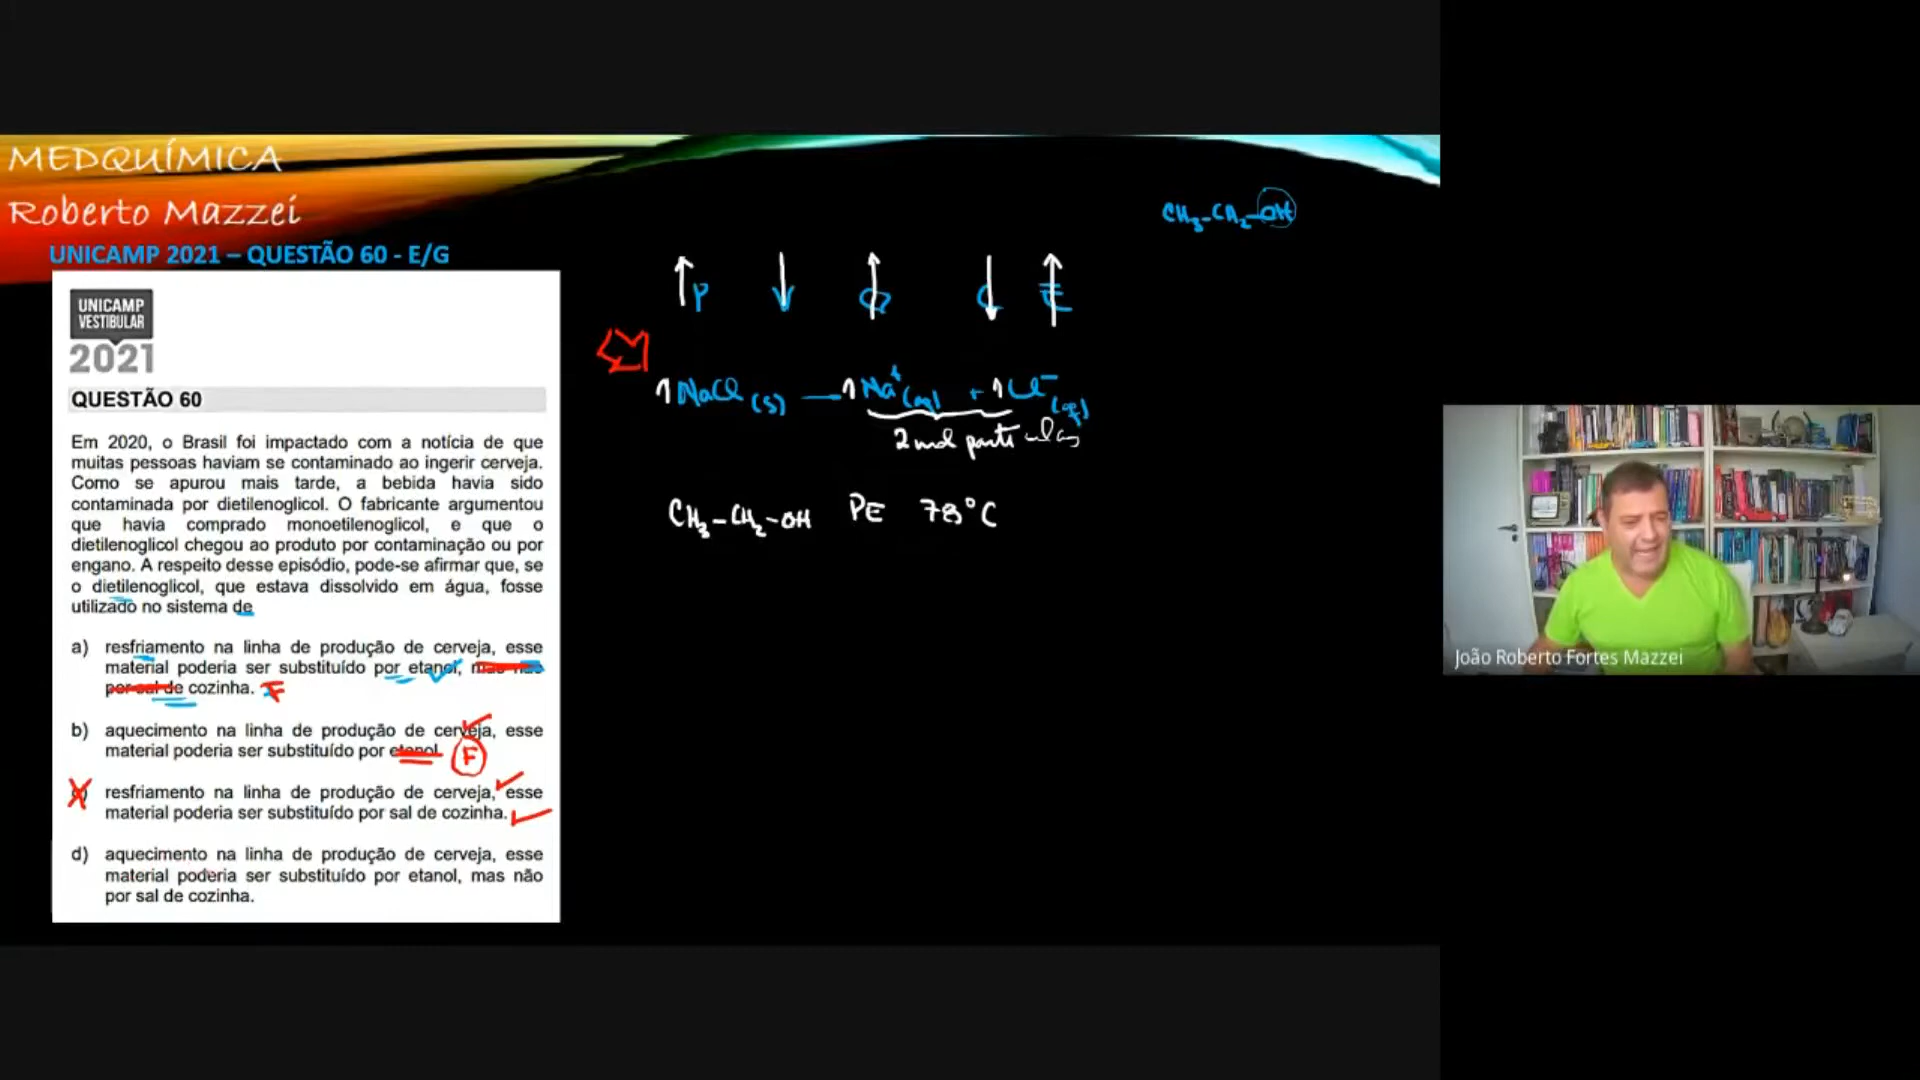 MEDQUÍMICA
Roberto Mazzei
UNICAMP 2021 – QUESTÃO 60 - E/G
UNICAMP
VESTIBULAR
2021
QUESTÃO 60
Em 2020, o Brasil foi impactado com a notícia de que
muitas pessoas haviam se contaminado ao ingerir cerveja.
Como se apurou mais tarde, a bebida havia sido
contaminada por dietilenoglicol. O fabricante argumentou
que havia comprado monoetilenoglicol, e que o
dietilenoglicol chegou ao produto por contaminação ou por
engano. A respeito desse episódio, pode-se afirmar que, se
o dietilenoglicol, que estava dissolvido em água, fosse
utilizado no sistema de
a) resfriamento na linha de produção de cerveja, esse
material poderia ser substituído por etanol, mas não
por sal de cozinha. F
b) aquecimento na linha de produção de cerveja, esse
material poderia ser substituído por etanol. F
c) resfriamento na linha de produção de cerveja, esse
material poderia ser substituído por sal de cozinha.
d) aquecimento na linha de produção de cerveja, esse
material poderia ser substituído por etanol, mas não
por sal de cozinha.
CH3-CH2-OH
↑P ↓ ↑ ↓ ↑
1 NaCl (s) — 1 Na+ (aq) + 1 Cl- (aq)
2 mol partículas
CH3-CH2-OH PE 78°C
João Roberto Fortes Mazzei